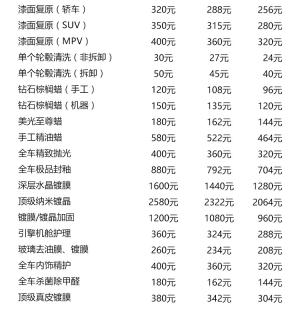 漆面复原（轿车） 320元 288元 256元
漆面复原（SUV） 350元 315元 280元
漆面复原（MPV） 400元 360元 320元
单个轮毂清洗（非拆卸） 30元 27元 24元
单个轮毂清洗（拆卸） 50元 45元 40元
钻石棕榈蜡（手工） 120元 108元 96元
钻石棕榈蜡（机器） 150元 135元 120元
美光至尊蜡 180元 162元 144元
手工精油蜡 580元 522元 464元
全车精致抛光 400元 360元 320元
全车极品封釉 880元 792元 704元
深层水晶镀膜 1600元 1440元 1280元
顶级纳米镀晶 2580元 2322元 2064元
镀膜/镀晶加固 1200元 1080元 960元
引擎机舱护理 360元 324元 288元
玻璃去油膜、镀膜 260元 234元 208元
全车内饰精护 400元 360元 320元
全车杀菌除甲醛 180元 162元 144元
顶级真皮镀膜 380元 342元 304元